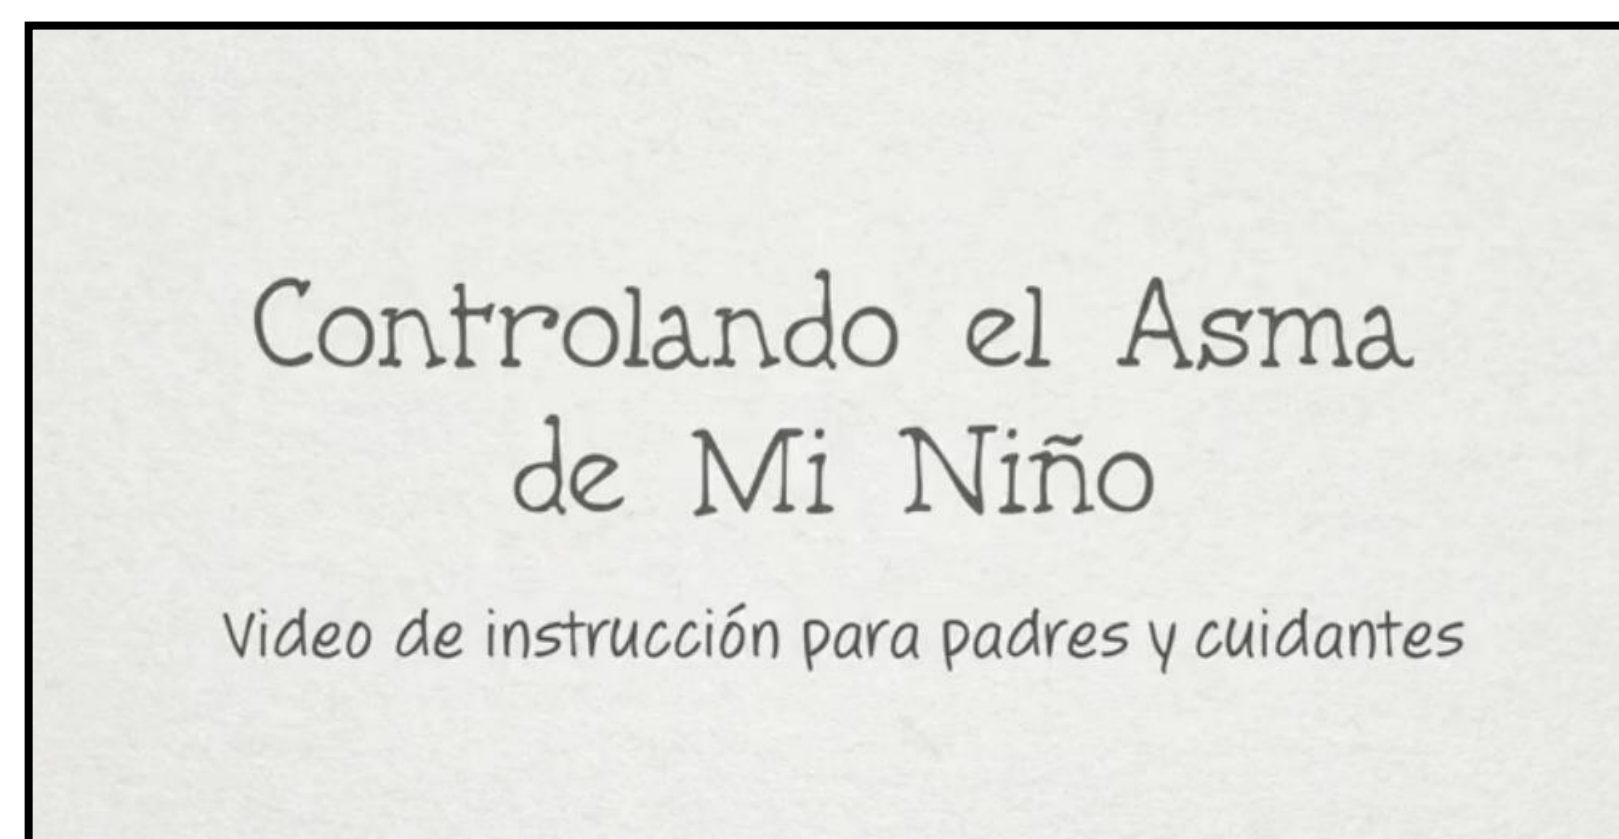 Controlando el Asma
de Mi Niño
Video de instrucción para padres y cuidantes